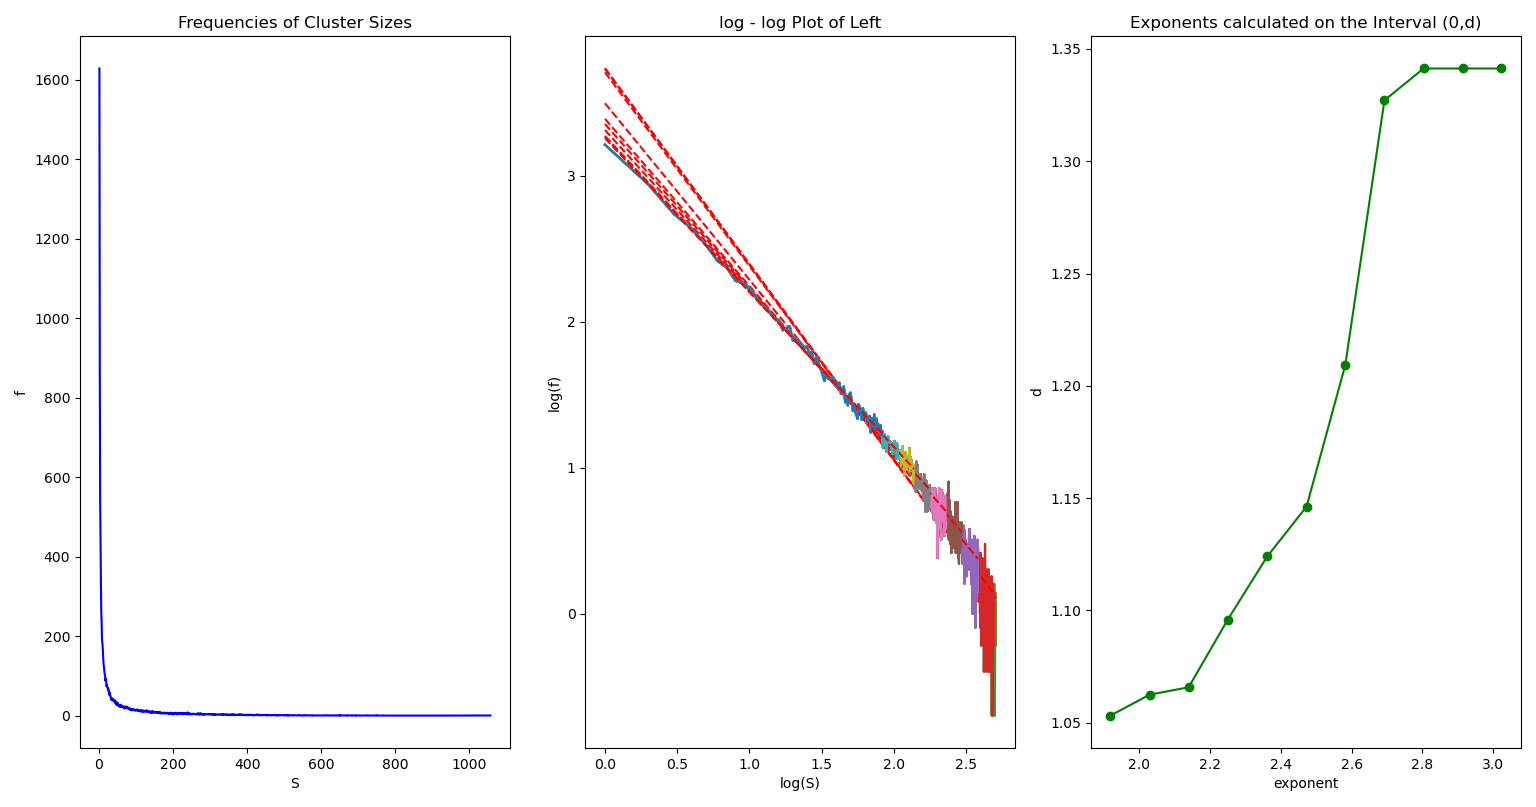 Frequencies of Cluster Sizes
1600
1400
1200
1000
800
600
400
200
0
f
0 200 400 600 800 1000
S
log - log Plot of Left
3
2
1
0
log(f)
0.0 0.5 1.0 1.5 2.0 2.5
log(S)
Exponents calculated on the Interval (0,d)
1.35
1.30
1.25
1.20
1.15
1.10
1.05
d
2.0 2.2 2.4 2.6 2.8 3.0
exponent